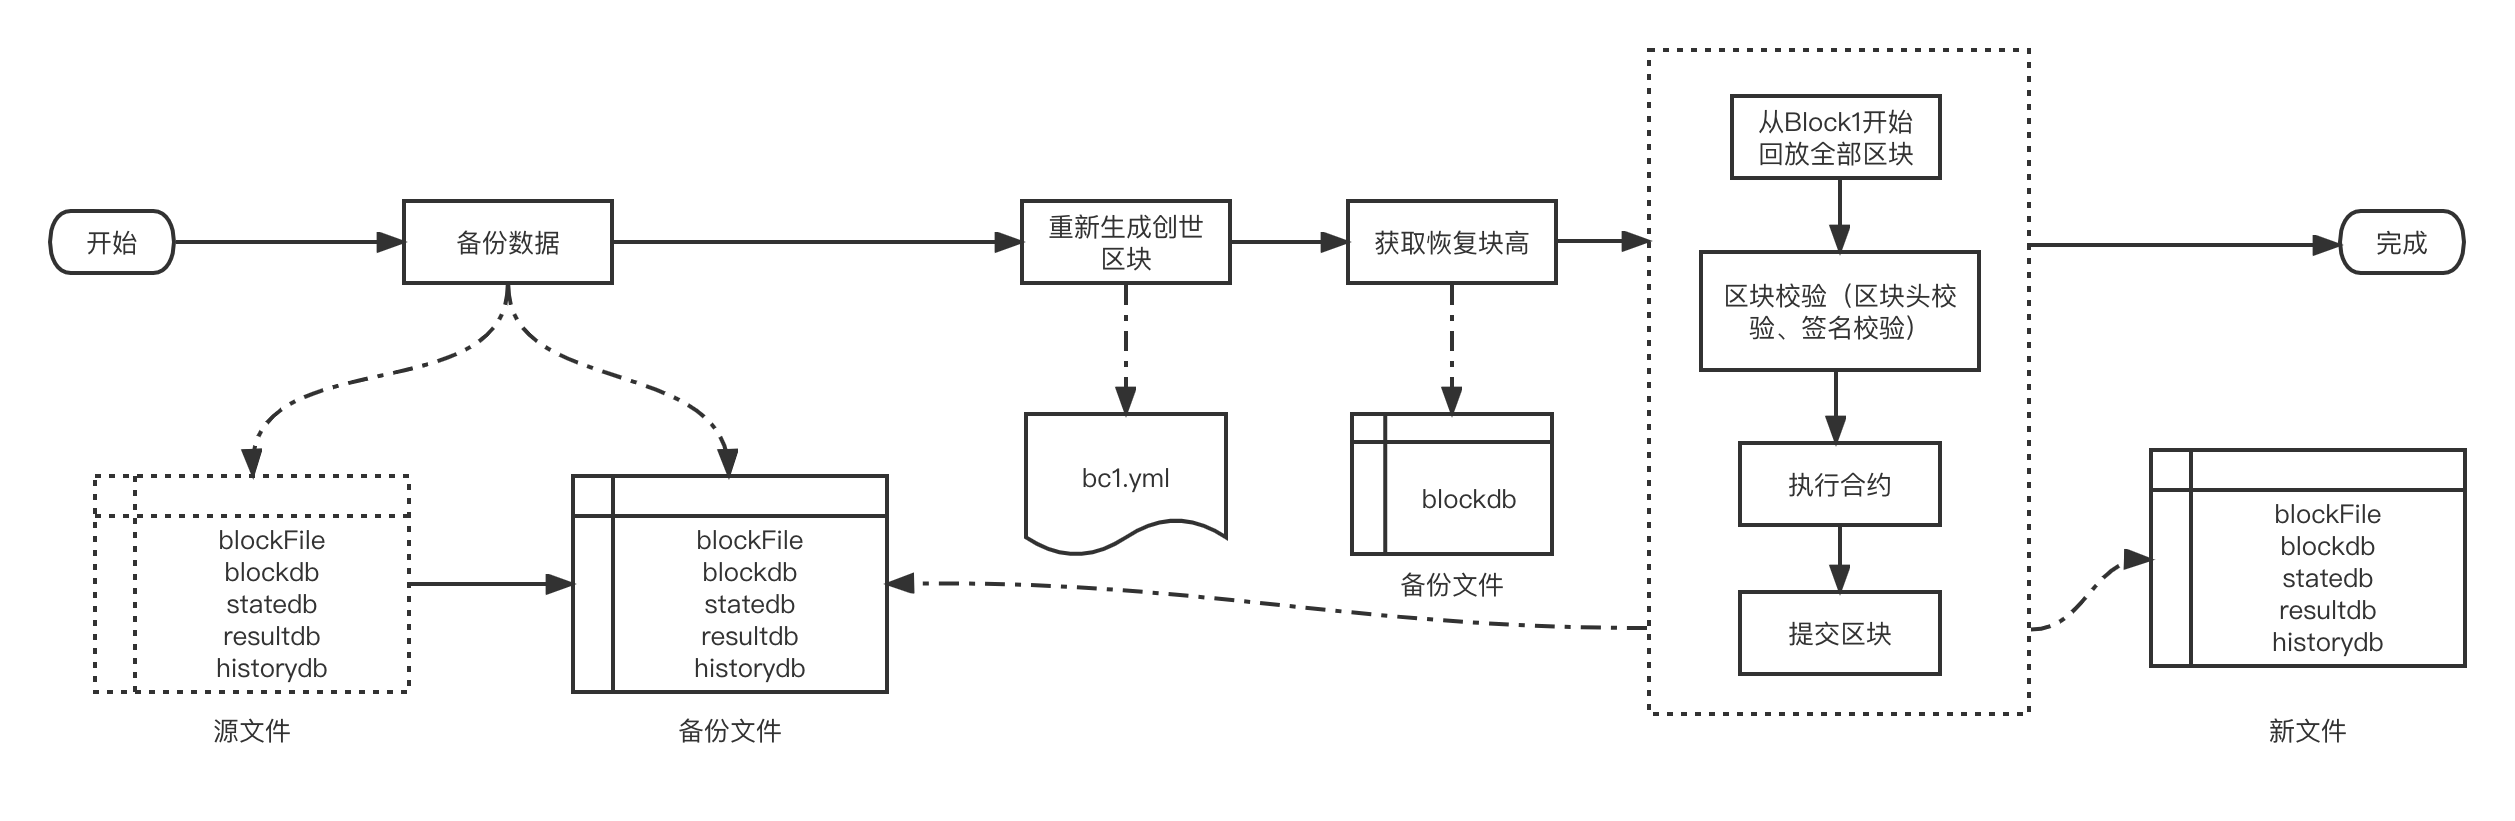 开始
备份数据
重新生成创世
区块
获取恢复块高
从Block1开始
回放全部区块
区块校验（区块头校
验、签名校验）
执行合约
提交区块
完成
blockFile
blockdb
statedb
resultdb
historydb
源文件
blockFile
blockdb
statedb
resultdb
historydb
备份文件
bc1.yml
blockdb
备份文件
blockFile
blockdb
statedb
resultdb
historydb
新文件